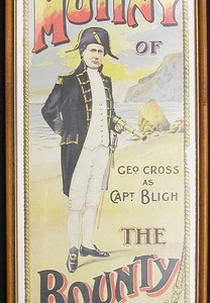 MUTINY
OF
GEO CROSS
AS
CAPT BLIGH
THE
BOUNTY